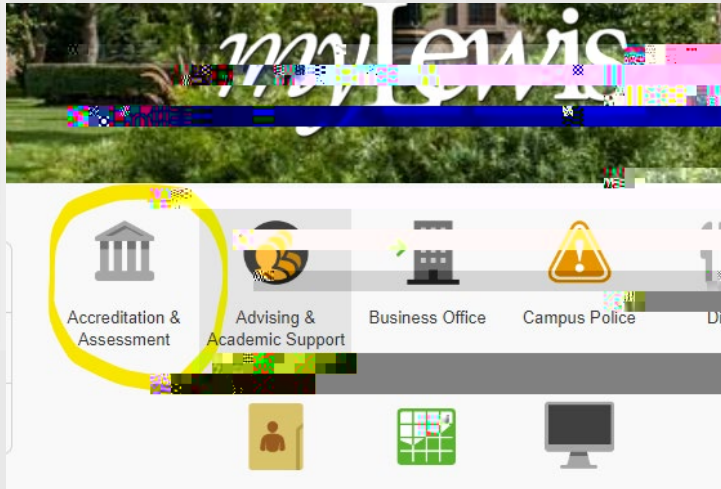 myLewis
Accreditation &
Assessment
Advising &
Academic Support
Business Office
Campus Police